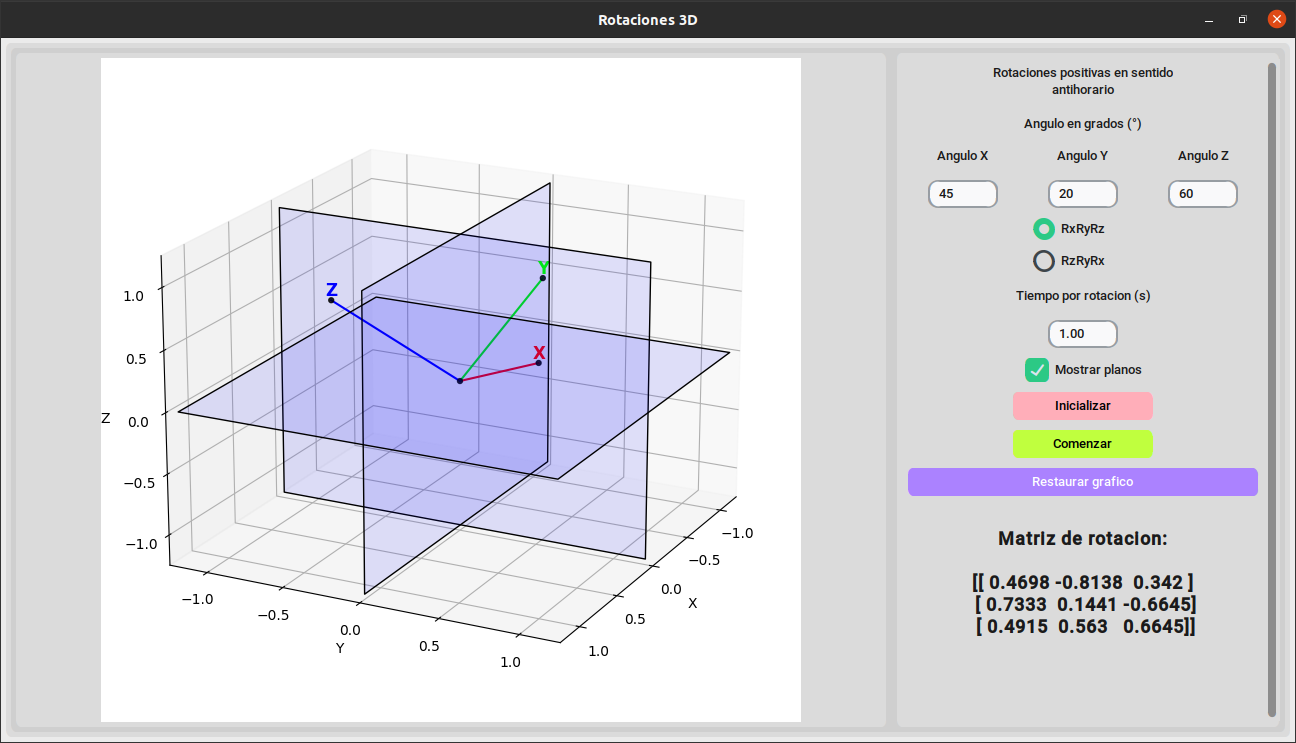 Rotaciones 3D
Z
1.0
0.5
0.0
−0.5
−1.0
−1.0
−0.5
0.0
0.5
1.0
Y
−1.0
−0.5
0.0
0.5
1.0
X
Z
Y
X
Rotaciones positivas en sentido
antihorario
Angulo en grados (°)
Angulo X Angulo Y Angulo Z
45 20 60
RxRyRz
RzRyRx
Tiempo por rotacion (s)
1.00
Mostrar planos
Inicializar
Comenzar
Restaurar grafico
Matriz de rotacion:
[[ 0.4698 -0.8138 0.342 ]
[ 0.7333 0.1441 -0.6645]
[ 0.4915 0.563 0.6645]]